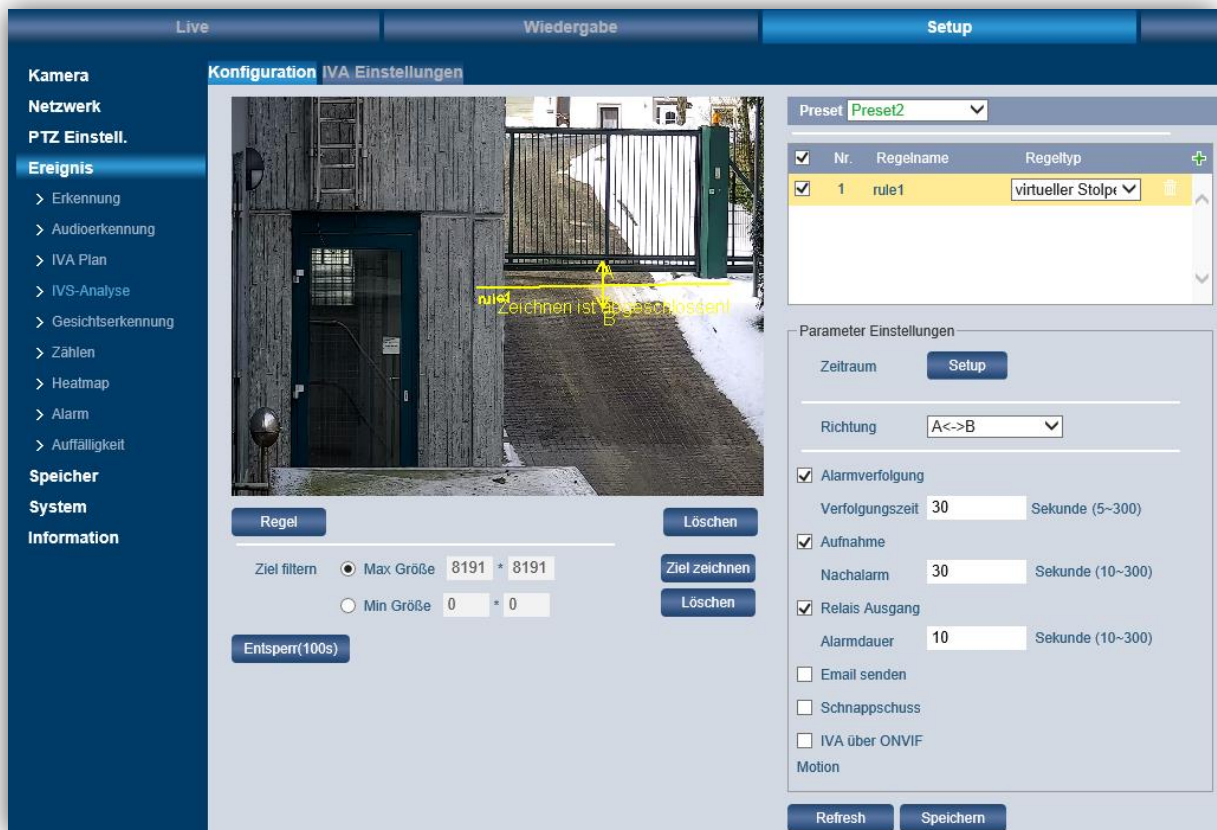 Live Wiedergabe Setup
Kamera
Netzwerk
PTZ Einstell.
Ereignis
Erkennung
Audioerkennung
IVA Plan
IVS-Analyse
Gesichtserkennung
Zählen
Heatmap
Alarm
Auffälligkeit
Speicher
System
Information
Konfiguration IVA Einstellungen
A
rule1
Zeichnen ist abgeschlossen!
B
Regel Löschen
Ziel filtern Max Größe 8191 * 8191 Ziel zeichnen
Min Größe 0 * 0 Löschen
Entsperr(100s)
Preset Preset2
Nr. Regelname Regeltyp
1 rule1 virtueller Stolpe
Parameter Einstellungen
Zeitraum Setup
Richtung A<->B
Alarmverfolgung
Verfolgungszeit 30 Sekunde (5~300)
Aufnahme
Nachalarm 30 Sekunde (10~300)
Relais Ausgang
Alarmdauer 10 Sekunde (10~300)
Email senden
Schnappschuss
IVA über ONVIF
Motion
Refresh Speichern